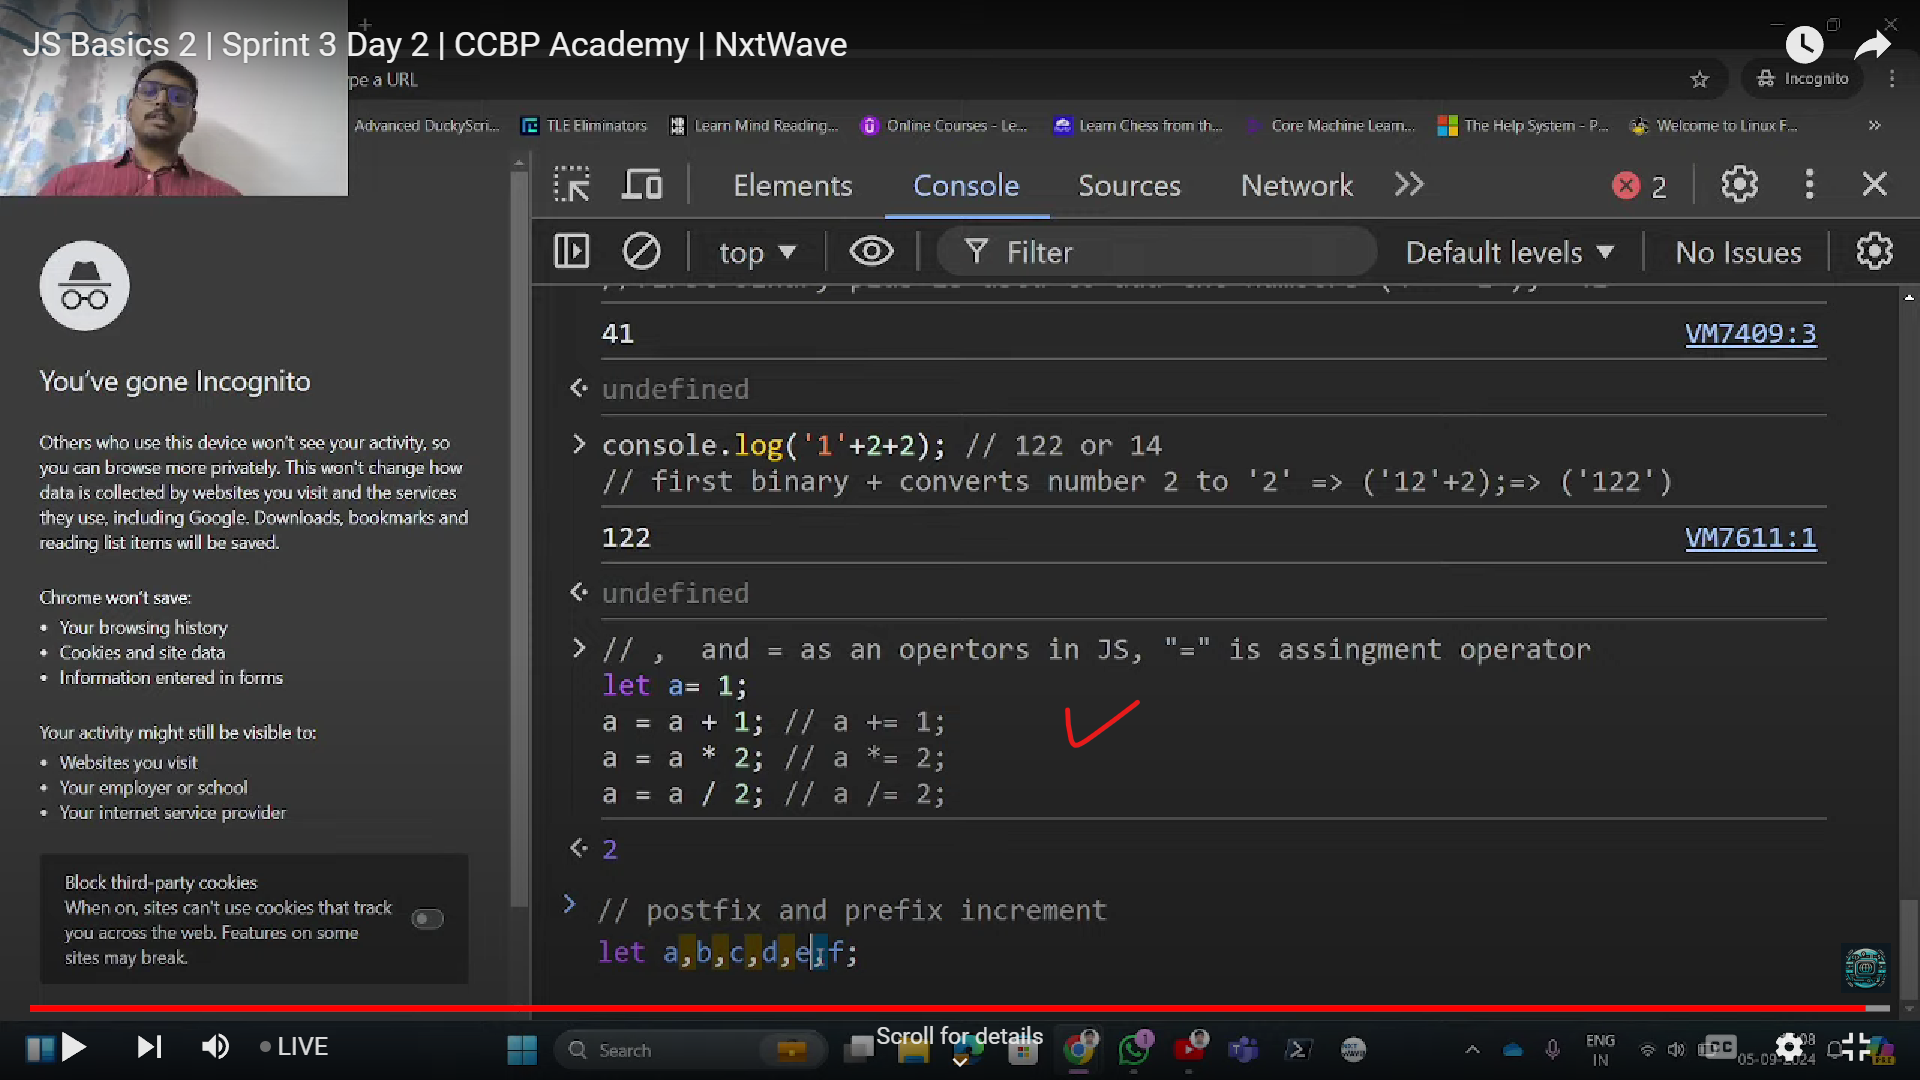 JS Basics 2 | Sprint 3 Day 2 | CCBP Academy | NxtWave
pe a URL
Incognito
Advanced DuckyScri...
TLE Eliminators
Learn Mind Reading...
Online Courses - Le...
Learn Chess from th...
Core Machine Learn...
The Help System - P...
Welcome to Linux F...
Elements
Console
Sources
Network
2
top
Filter
Default levels
No Issues
You've gone Incognito
Others who use this device won't see your activity, so
you can browse more privately. This won't change how
data is collected by websites you visit and the services
they use, including Google. Downloads, bookmarks and
reading list items will be saved.
Chrome won't save:
• Your browsing history
• Cookies and site data
• Information entered in forms
Your activity might still be visible to:
• Websites you visit
• Your employer or school
• Your internet service provider
Block third-party cookies
When on, sites can't use cookies that track
you across the web. Features on some
sites may break.
41 VM7409:3
undefined
console.log('1'+2+2); // 122 or 14
// first binary + converts number 2 to '2' => ('12'+2);=> ('122')
122 VM7611:1
undefined
// , and = as an opertors in JS, "=" is assingment operator
let a= 1;
a = a + 1; // a += 1;
a = a * 2; // a *= 2;
a = a / 2; // a /= 2;
2
// postfix and prefix increment
let a,b,c,d,e,f;
LIVE
Search
Scroll for details
1
ENG
IN
CC
05-09-2024